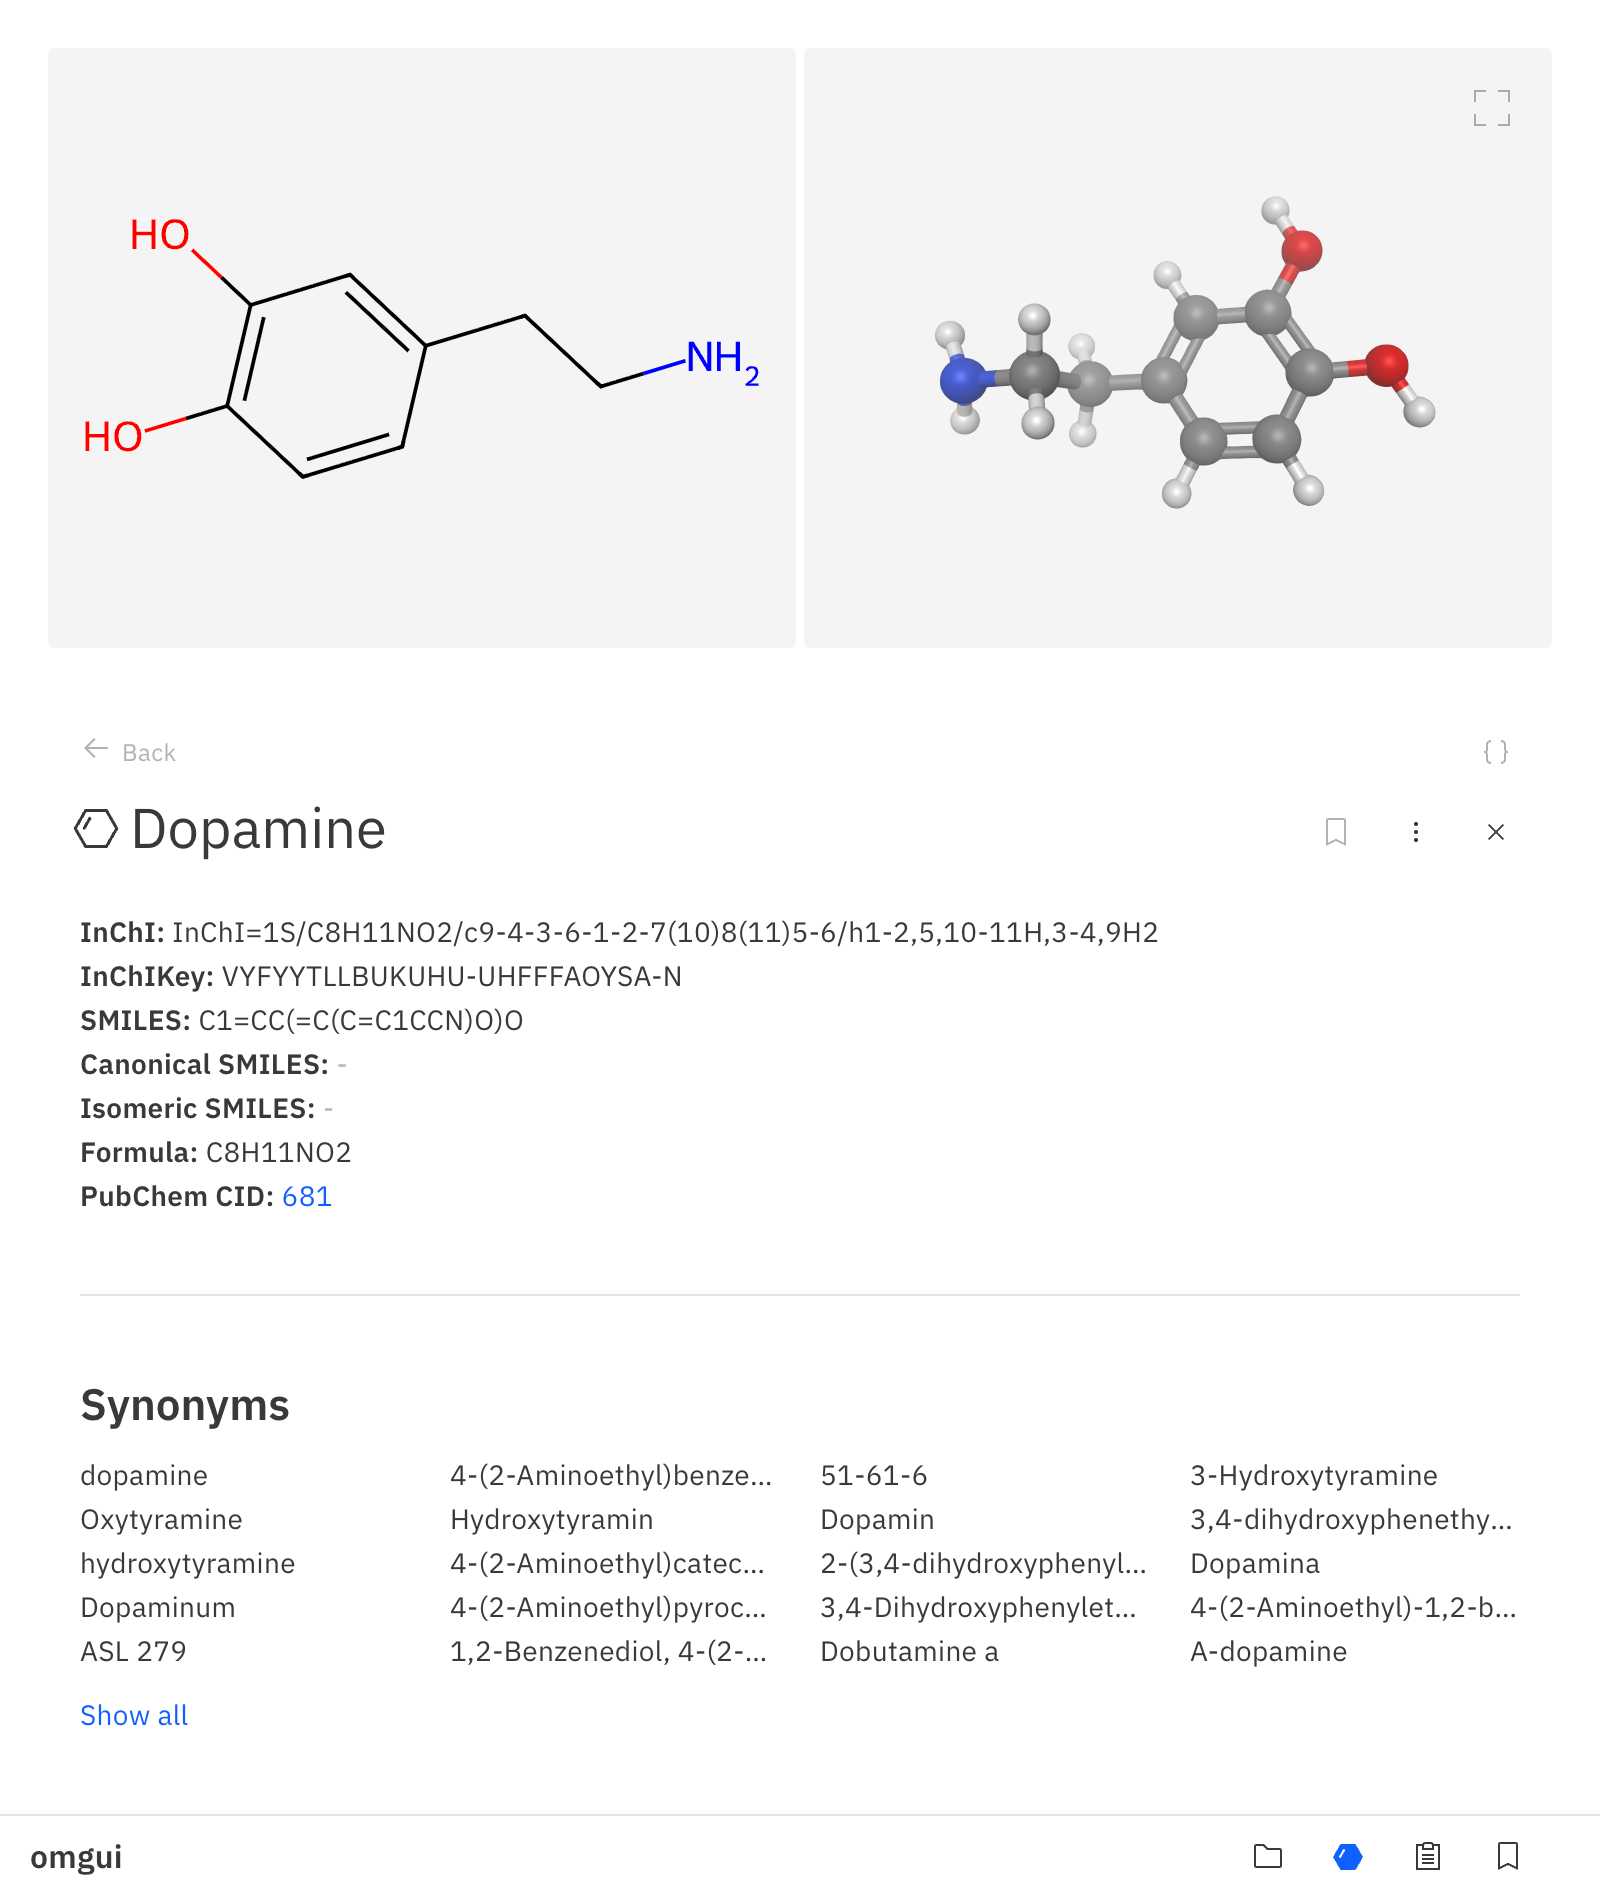 HO
HO
NH2
Back
{ }
Dopamine
InChI: InChI=1S/C8H11NO2/c9-4-3-6-1-2-7(10)8(11)5-6/h1-2,5,10-11H,3-4,9H2
InChIKey: VYFYYTLLBUKUHU-UHFFFAOYSA-N
SMILES: C1=CC(=C(C=C1CCN)O)O
Canonical SMILES: -
Isomeric SMILES: -
Formula: C8H11NO2
PubChem CID: 681
Synonyms
dopamine 4-(2-Aminoethyl)benze... 51-61-6 3-Hydroxytyramine
Oxytyramine Hydroxytyramin Dopamin 3,4-dihydroxyphenethy...
hydroxytyramine 4-(2-Aminoethyl)catec... 2-(3,4-dihydroxyphenyl... Dopamina
Dopaminum 4-(2-Aminoethyl)pyroc... 3,4-Dihydroxyphenylet... 4-(2-Aminoethyl)-1,2-b...
ASL 279 1,2-Benzenediol, 4-(2-... Dobutamine a A-dopamine
Show all
omgui